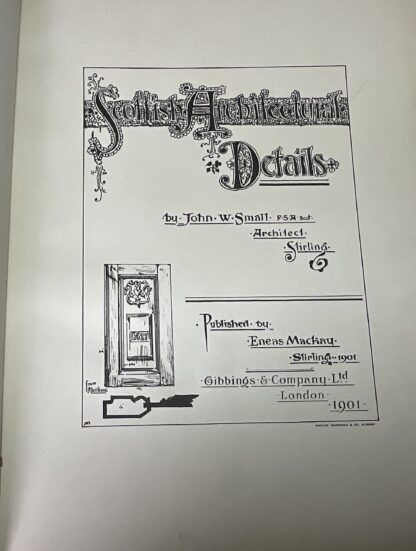 Scottish Architectural
Details
by John W. Small F.S.A. Scot.
Architect
Stirling
Published by
Eneas Mackay
Stirling 1901
Gibbings & Company Ltd
London
1901